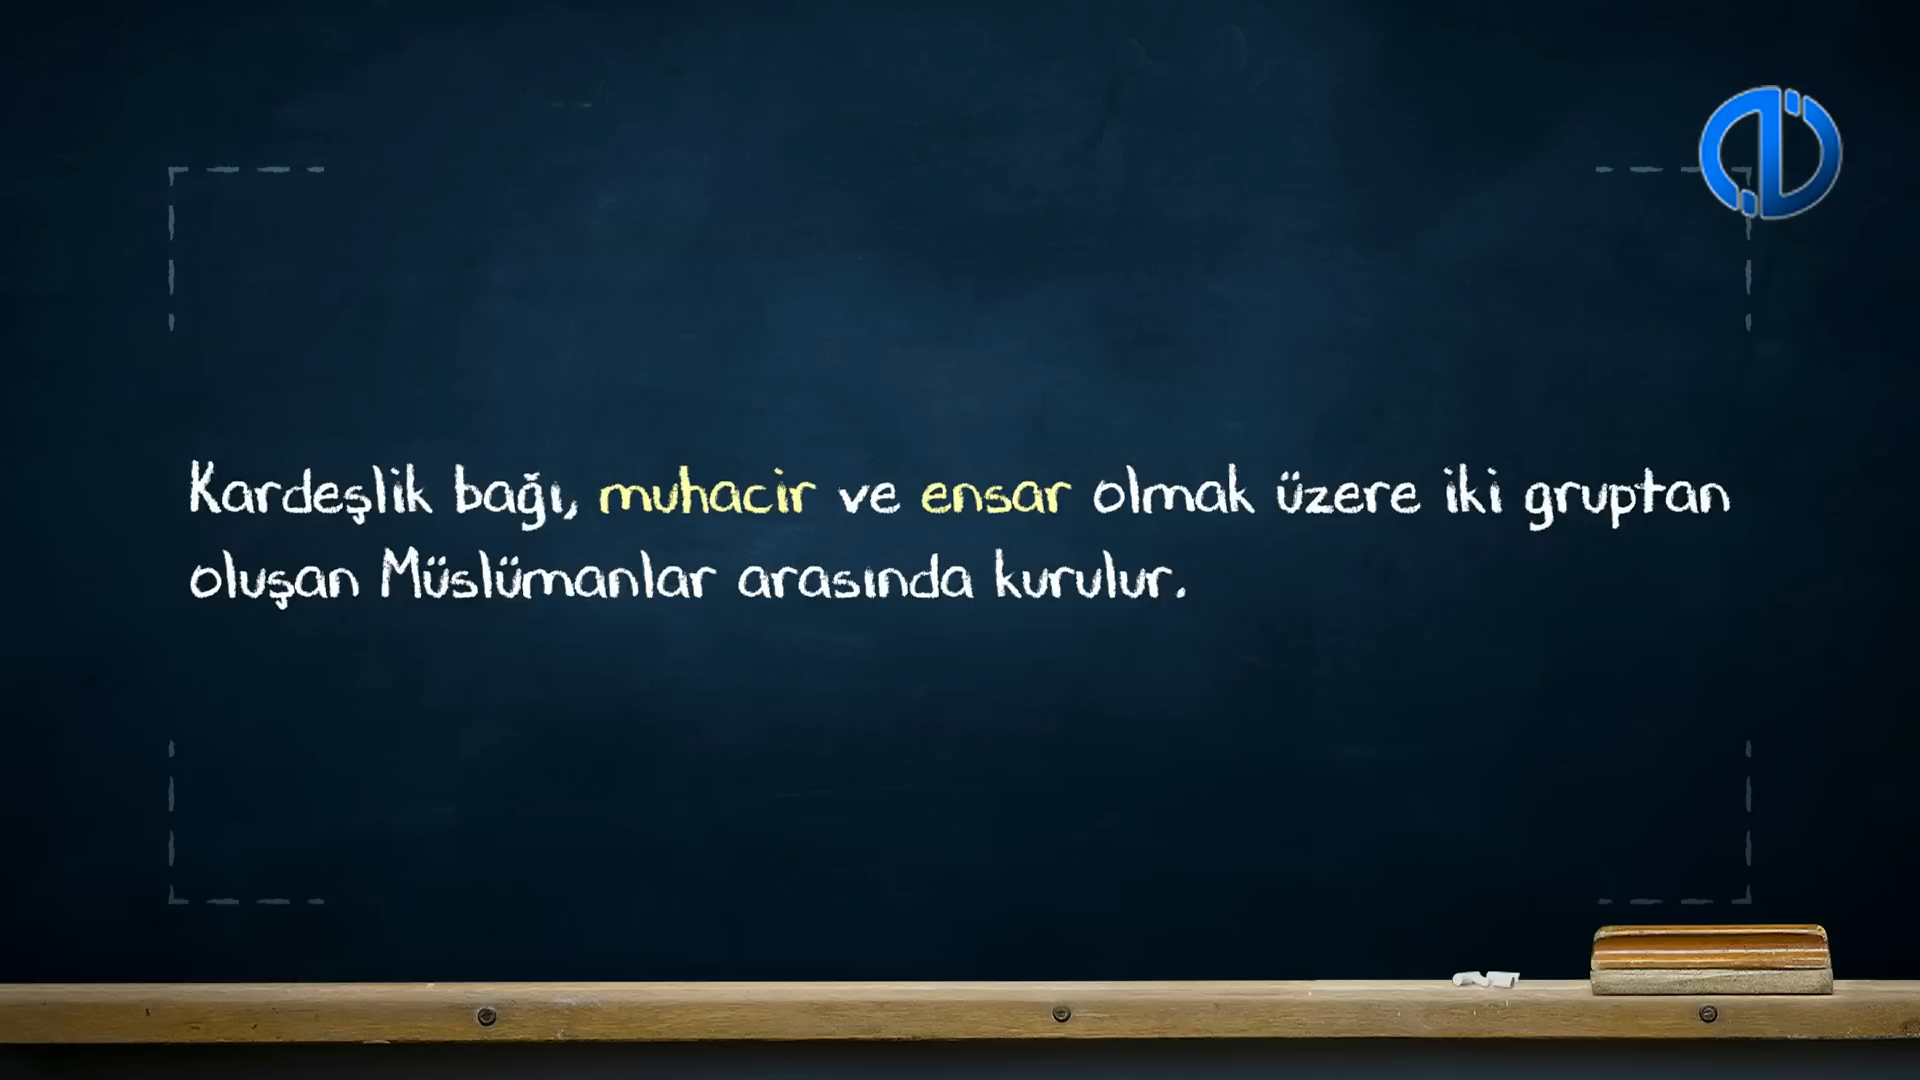 Kardeşlik bağı, muhacir ve ensar olmak üzere iki gruptan
oluşan Müslümanlar arasında kurulur.